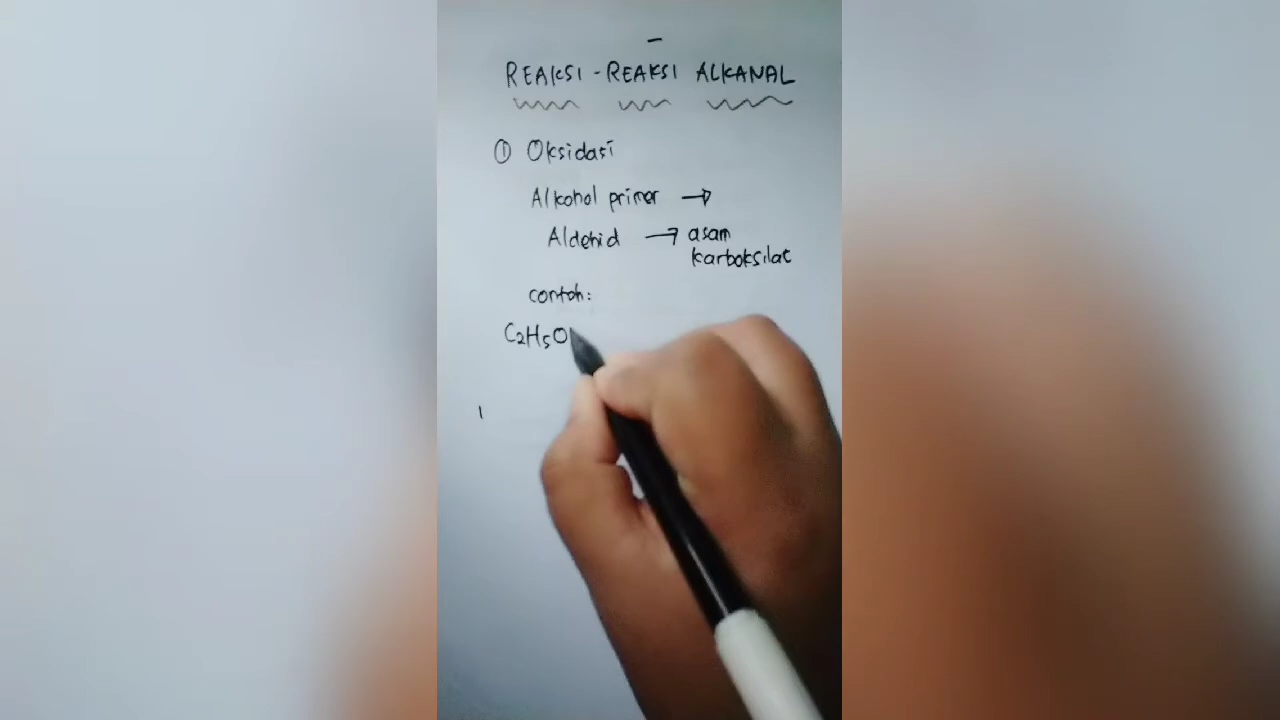 REAKSI-REAKSI ALKANAL
① Oksidasi
Alkohol primer →
Aldehid → asam
karboksilat
contoh:
C₂H₅O